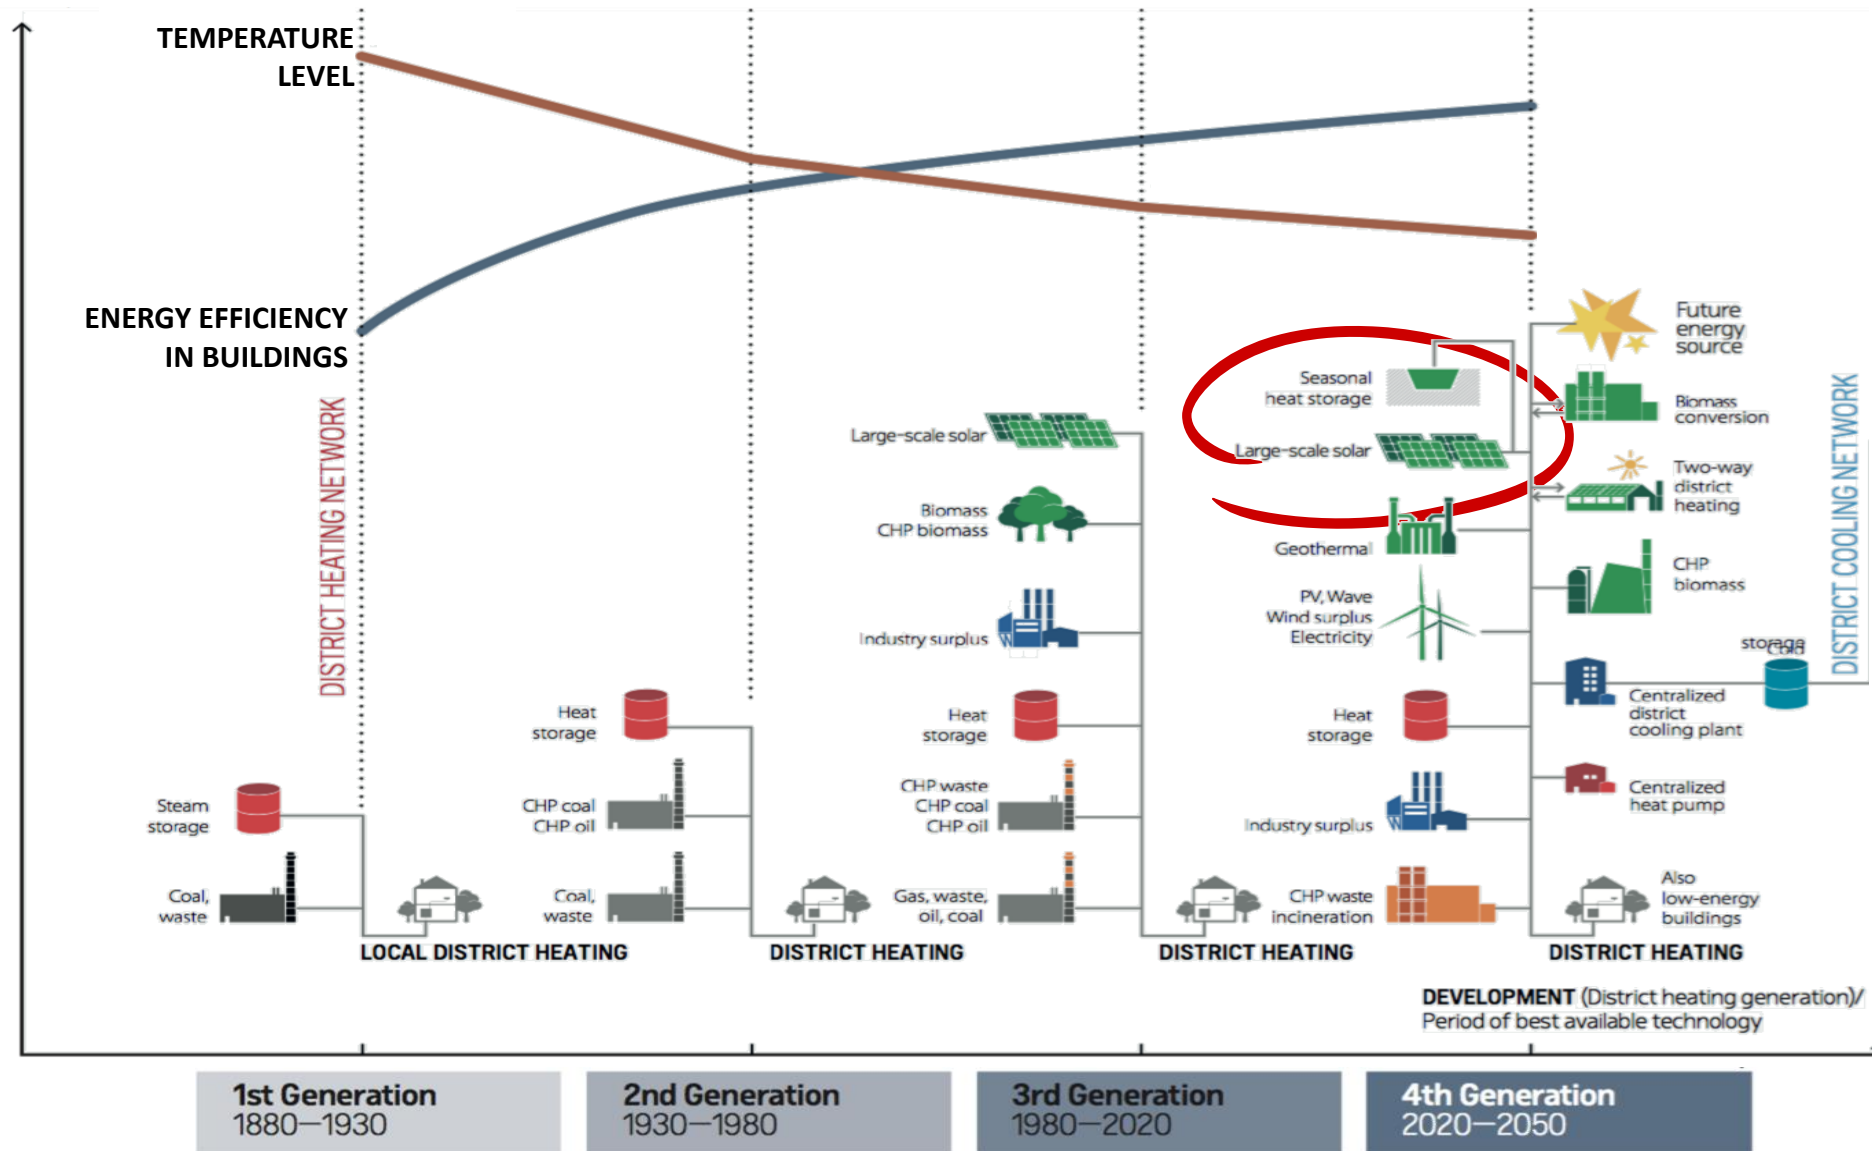 TEMPERATURE
LEVEL
ENERGY EFFICIENCY
IN BUILDINGS
DISTRICT HEATING NETWORK
Steam
storage
Coal,
waste
LOCAL DISTRICT HEATING
Heat
storage
CHP coal
CHP oil
Coal,
waste
DISTRICT HEATING
Large-scale solar
Biomass
CHP biomass
Industry surplus
Heat
storage
CHP waste
CHP coal
CHP oil
Gas, waste,
oil, coal
DISTRICT HEATING
Seasonal
heat storage
Large-scale solar
Geothermal
PV, Wave
Wind surplus
Electricity
Heat
storage
Industry surplus
CHP waste
incineration
Future
energy
source
Biomass
conversion
Two-way
district
heating
CHP
biomass
storage
Cold
Centralized
district
cooling plant
Centralized
heat pump
Also
low-energy
buildings
DISTRICT HEATING
DISTRICT COOLING NETWORK
DEVELOPMENT (District heating generation)/
Period of best available technology
1st Generation
1880—1930
2nd Generation
1930—1980
3rd Generation
1980—2020
4th Generation
2020—2050